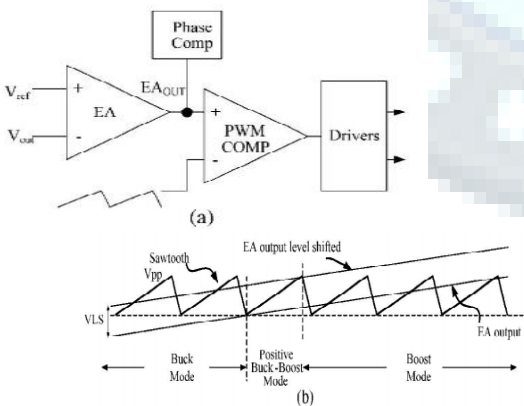 Phase
Comp
V_ref
+
EA
EA_OUT
V_out
-
+
PWM
COMP
-
Drivers
(a)
Sawtooth
Vpp
EA output level shifted
VLS
EA output
Buck
Mode
Positive
Buck-Boost
Mode
Boost
Mode
(b)